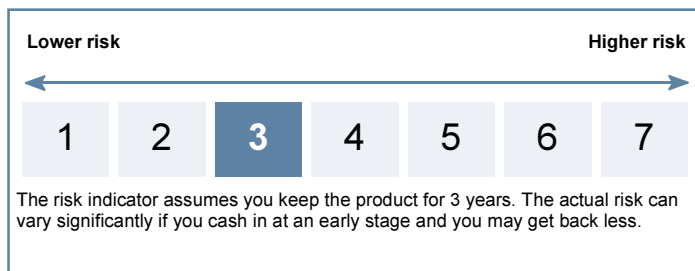 Lower risk Higher risk
1 2 3 4 5 6 7
The risk indicator assumes you keep the product for 3 years. The actual risk can
vary significantly if you cash in at an early stage and you may get back less.